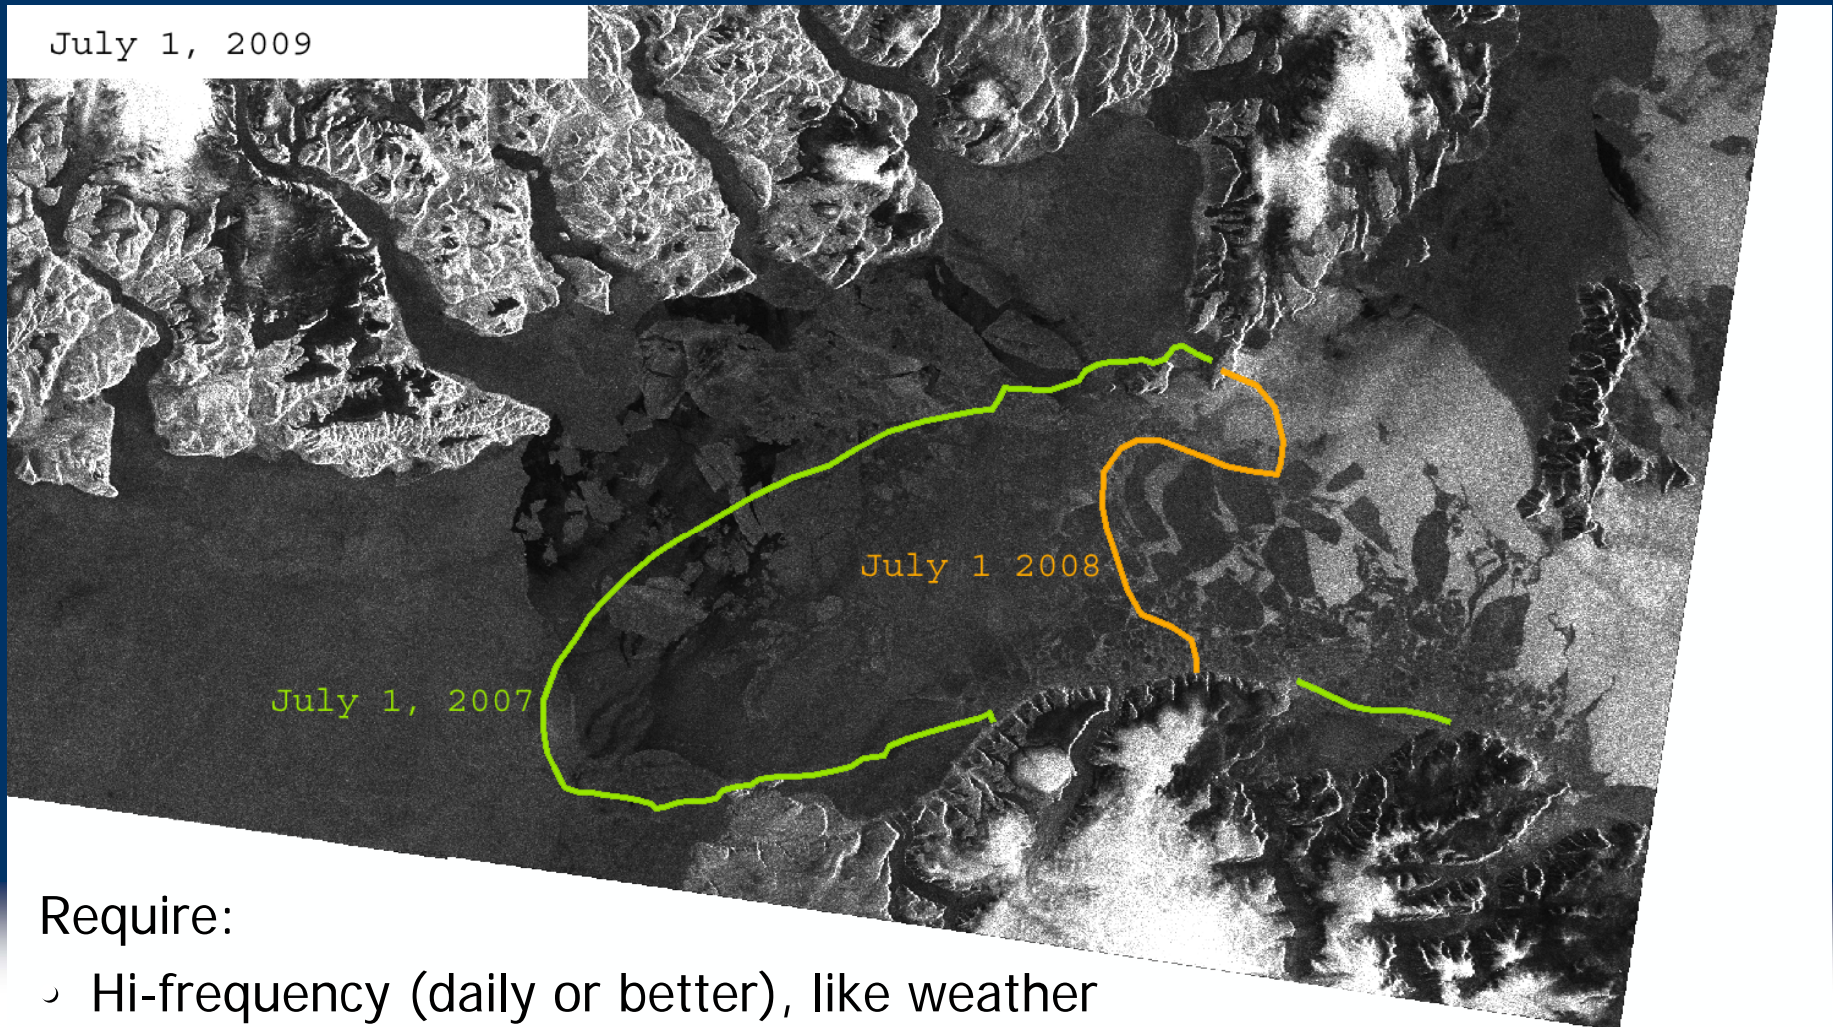 July 1, 2009
July 1 2008
July 1, 2007
Require:
Hi-frequency (daily or better), like weather